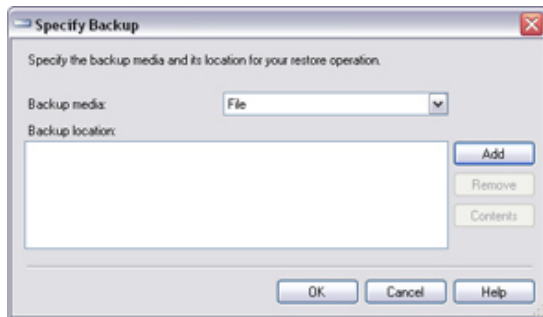 Specify Backup
Specify the backup media and its location for your restore operation.
Backup media:
File
Backup location:
Add
Remove
Contents
OK
Cancel
Help